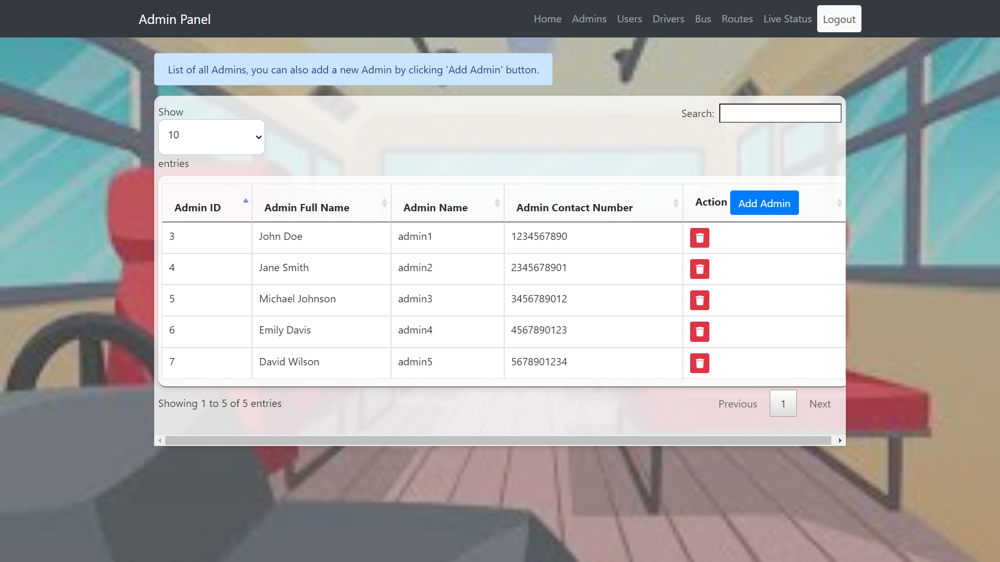 Admin Panel Home Admins Users Drivers Bus Routes Live Status Logout
List of all Admins, you can also add a new Admin by clicking 'Add Admin' button.
Show
10
entries
Search:
Admin ID Admin Full Name Admin Name Admin Contact Number Action Add Admin
3 John Doe admin1 1234567890
4 Jane Smith admin2 2345678901
5 Michael Johnson admin3 3456789012
6 Emily Davis admin4 4567890123
7 David Wilson admin5 5678901234
Showing 1 to 5 of 5 entries
Previous 1 Next